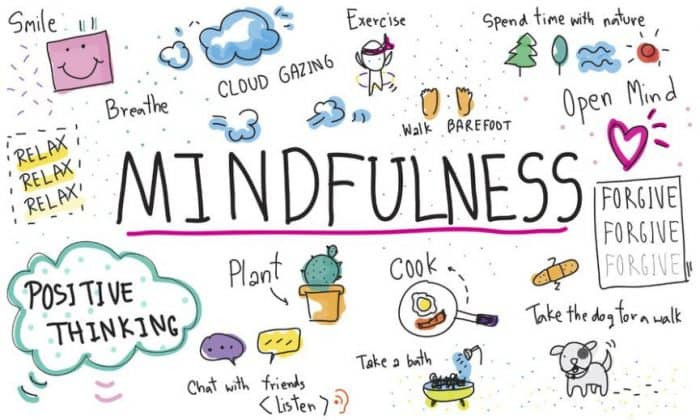 Smile
Exercise
Spend time with nature
CLOUD GAZING
Breathe
Walk BAREFOOT
Open Mind
RELAX
RELAX
RELAX
MINDFULNESS
FORGIVE
FORGIVE
FORGIVE
POSITIVE
THINKING
Plant
COOK
Take the dog for a walk
Take a bath
Chat with friends
<Listen>